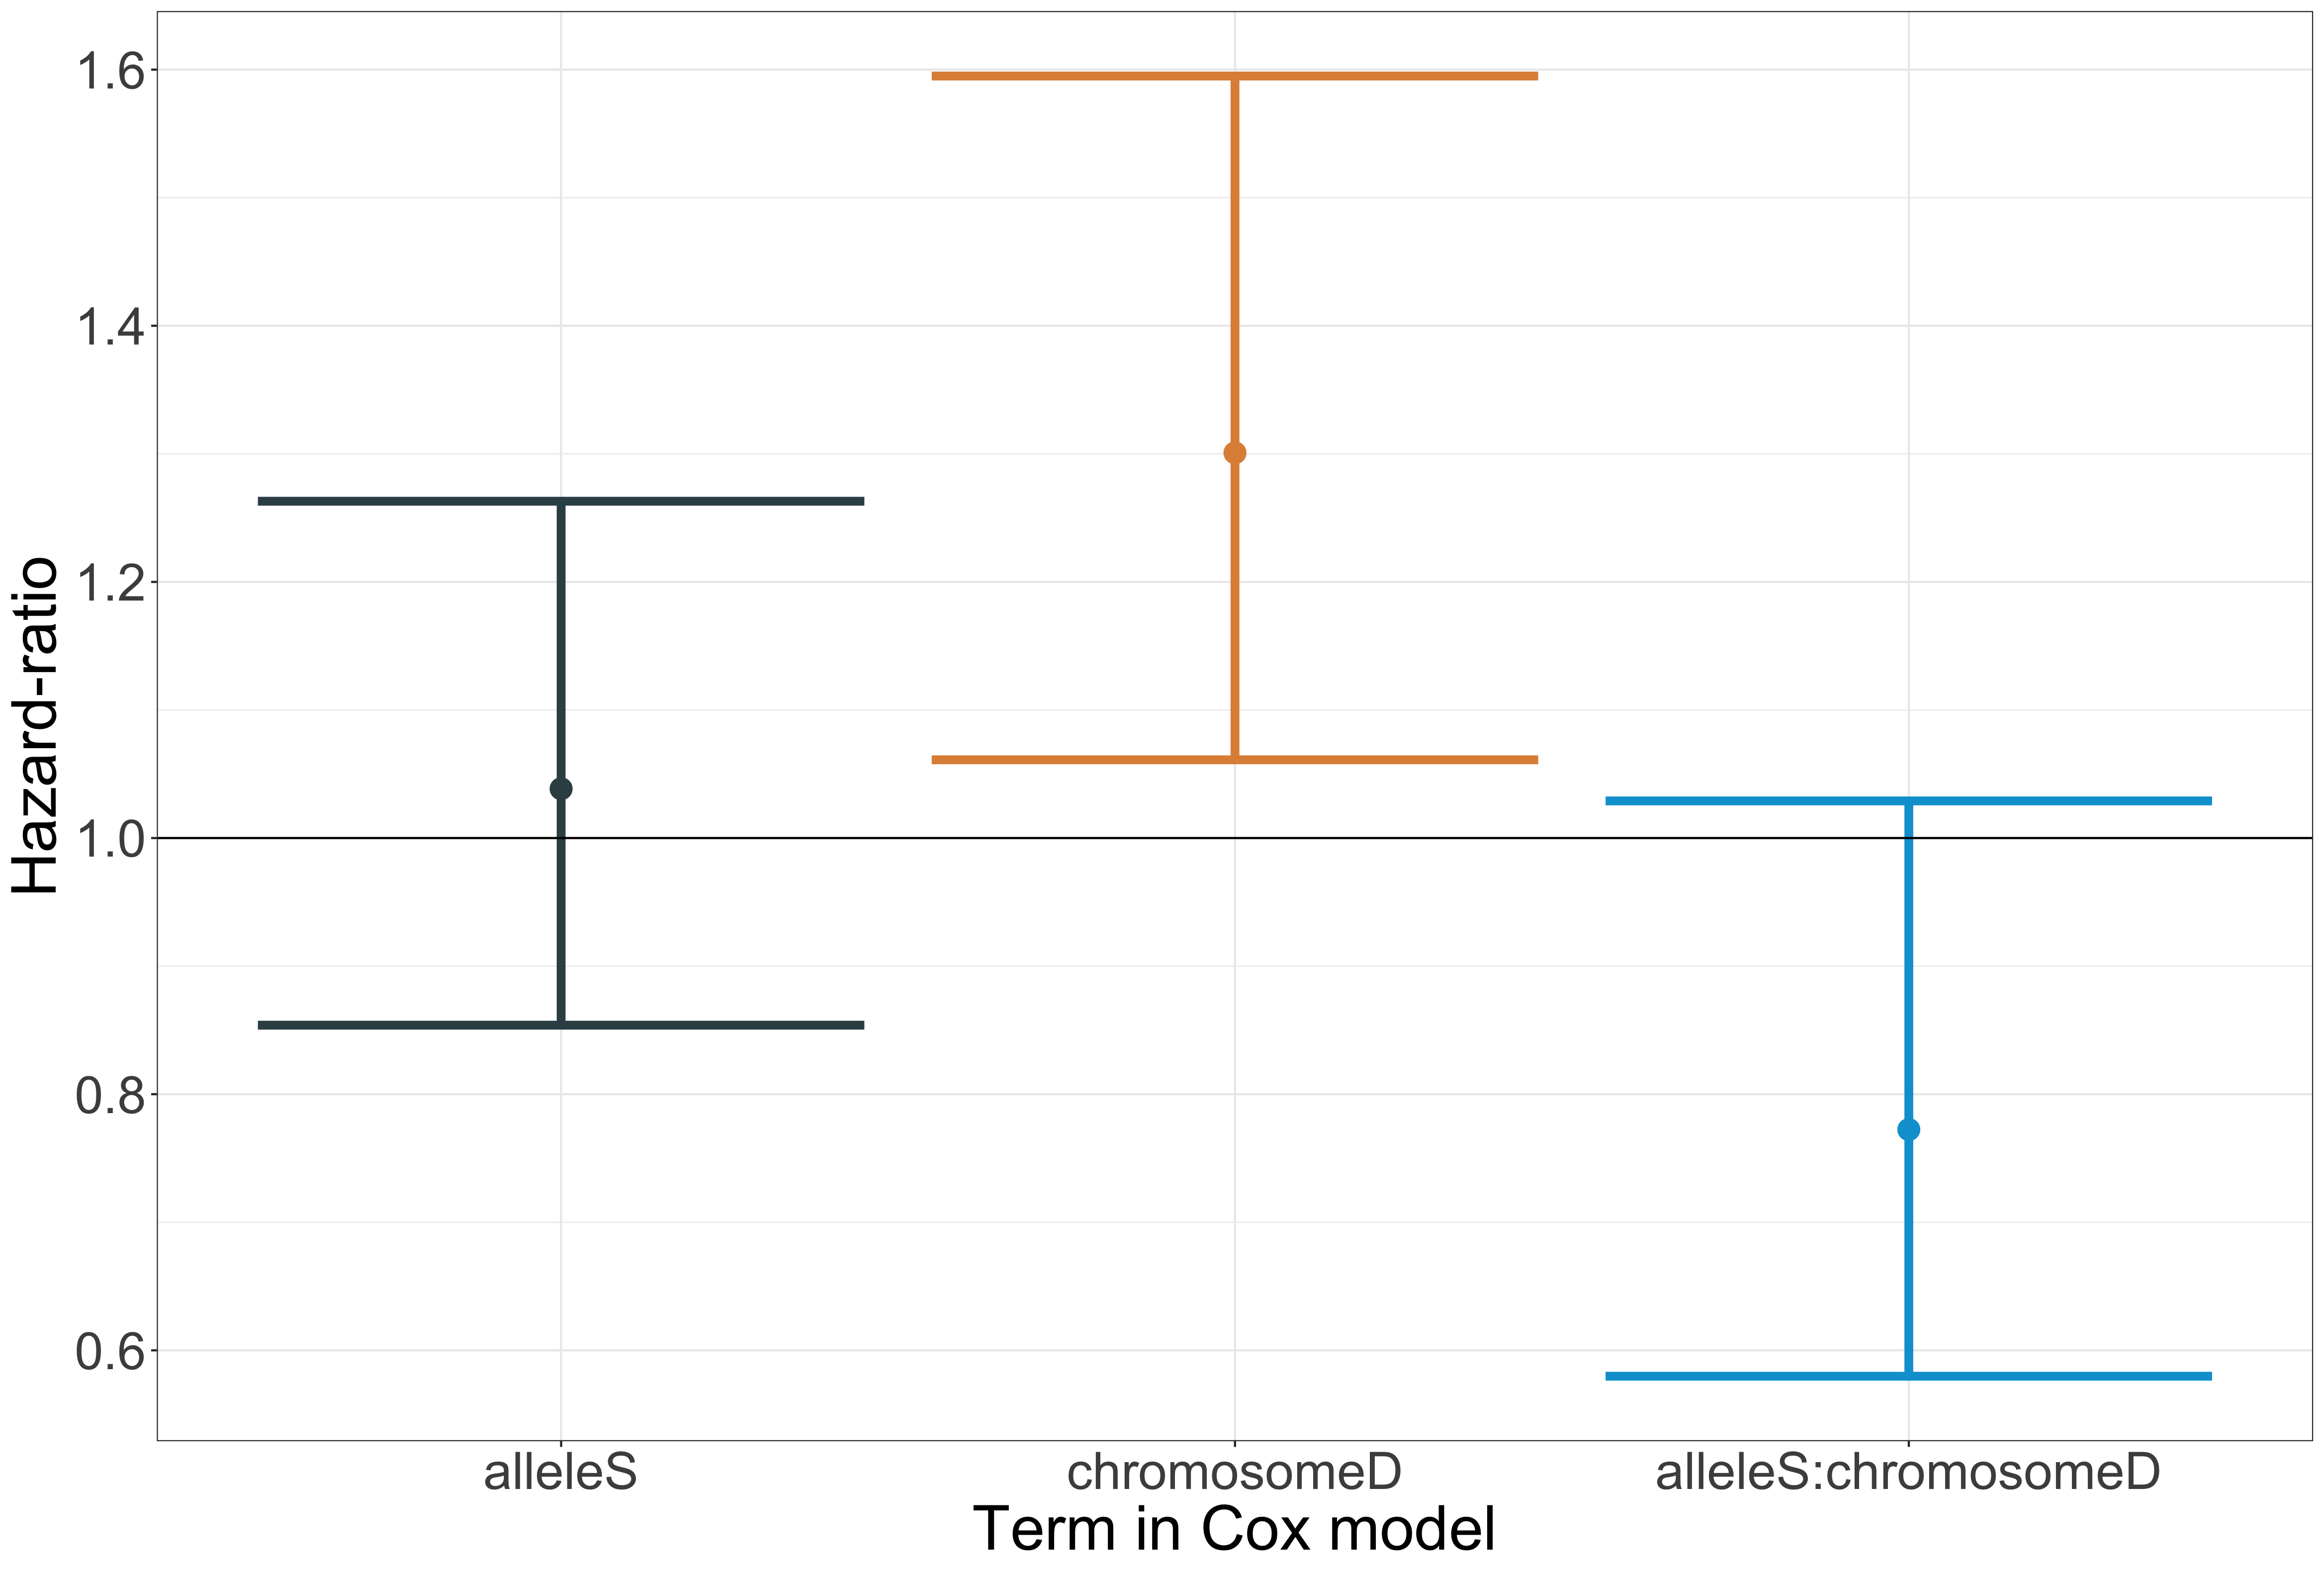 Hazard-ratio
1.6
1.4
1.2
1.0
0.8
0.6
alleleS chromosomeD alleleS:chromosomeD
Term in Cox model